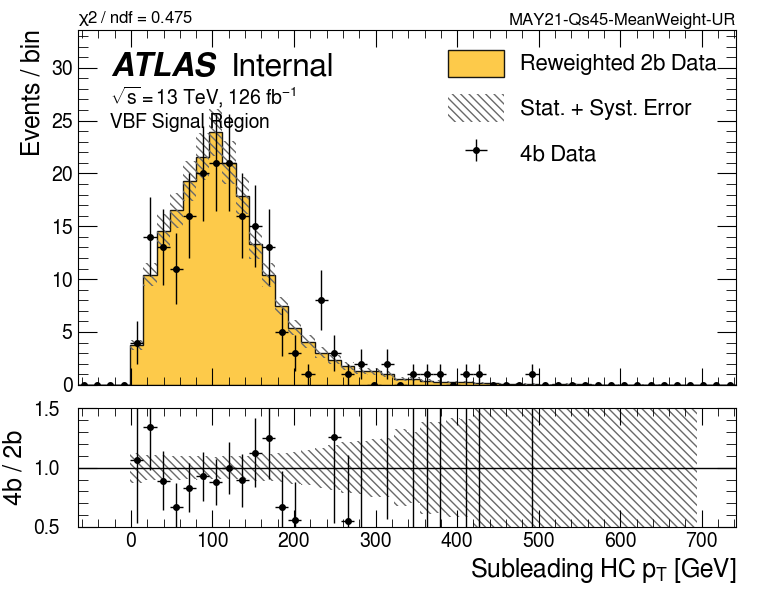 χ² / ndf = 0.475
MAY21-Qs45-MeanWeight-UR
ATLAS Internal
√s = 13 TeV, 126 fb⁻¹
VBF Signal Region
Reweighted 2b Data
Stat. + Syst. Error
4b Data
Events / bin
30
25
20
15
10
5
0
4b / 2b
1.5
1.0
0.5
0 100 200 300 400 500 600 700
Subleading HC p_T [GeV]